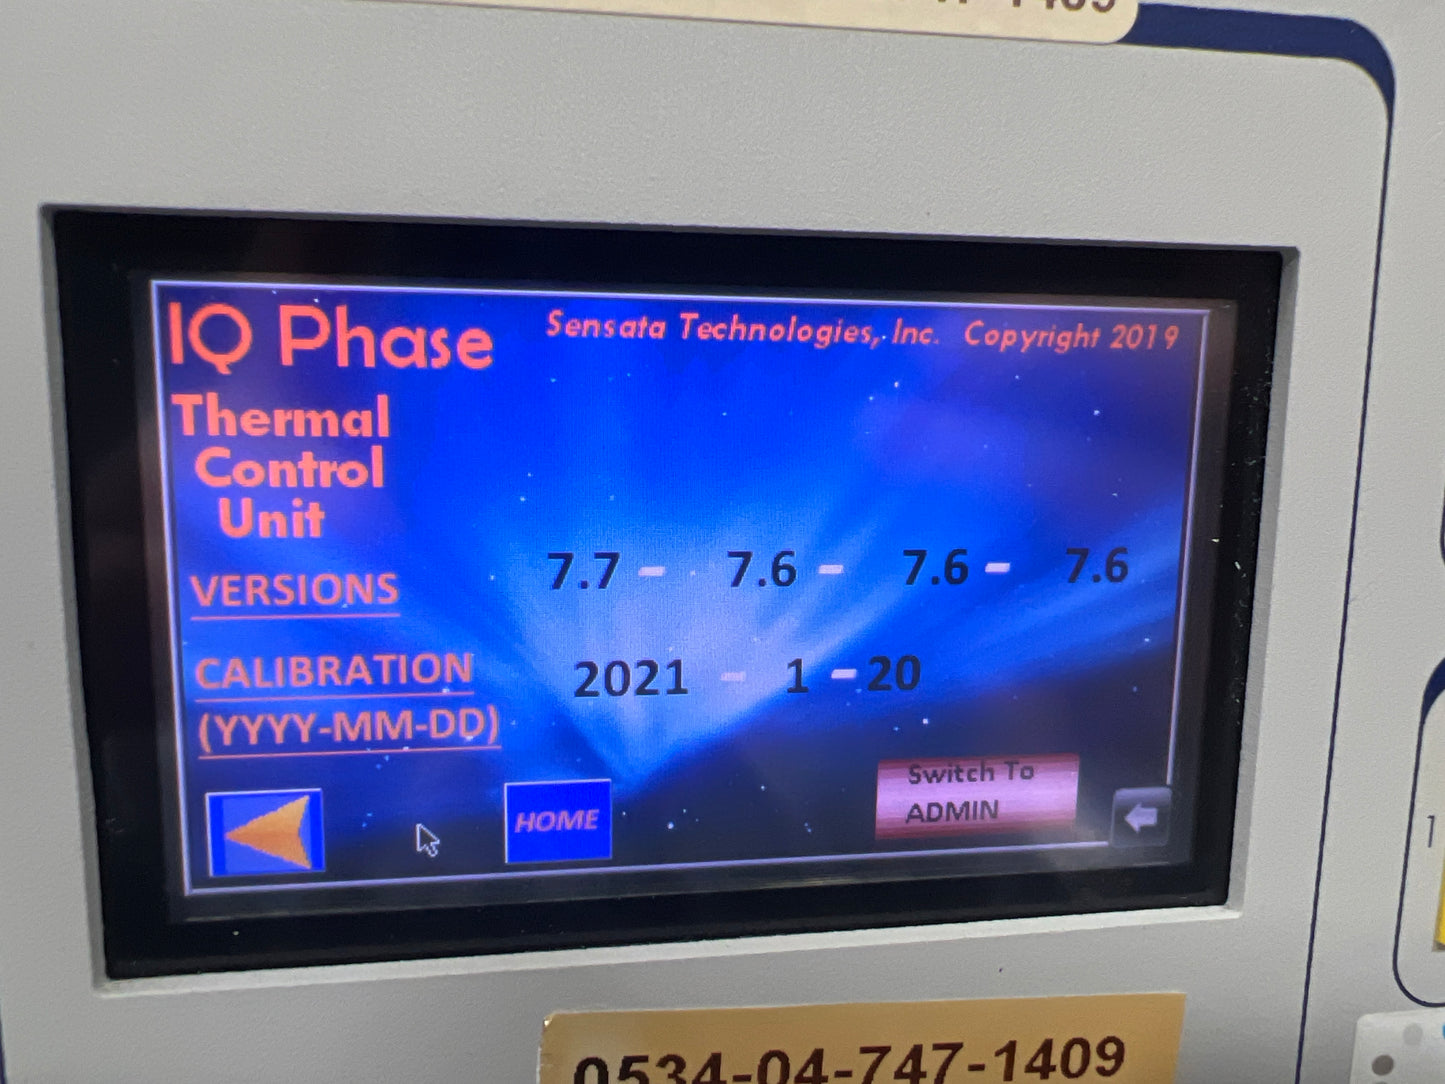 IQ Phase
Sensata Technologies, Inc. Copyright 2019
Thermal
Control
Unit
VERSIONS 7.7 - 7.6 - 7.6 - 7.6
CALIBRATION 2021 - 1 - 20
(YYYY-MM-DD)
HOME
Switch To
ADMIN
0534-04-747-1409
1